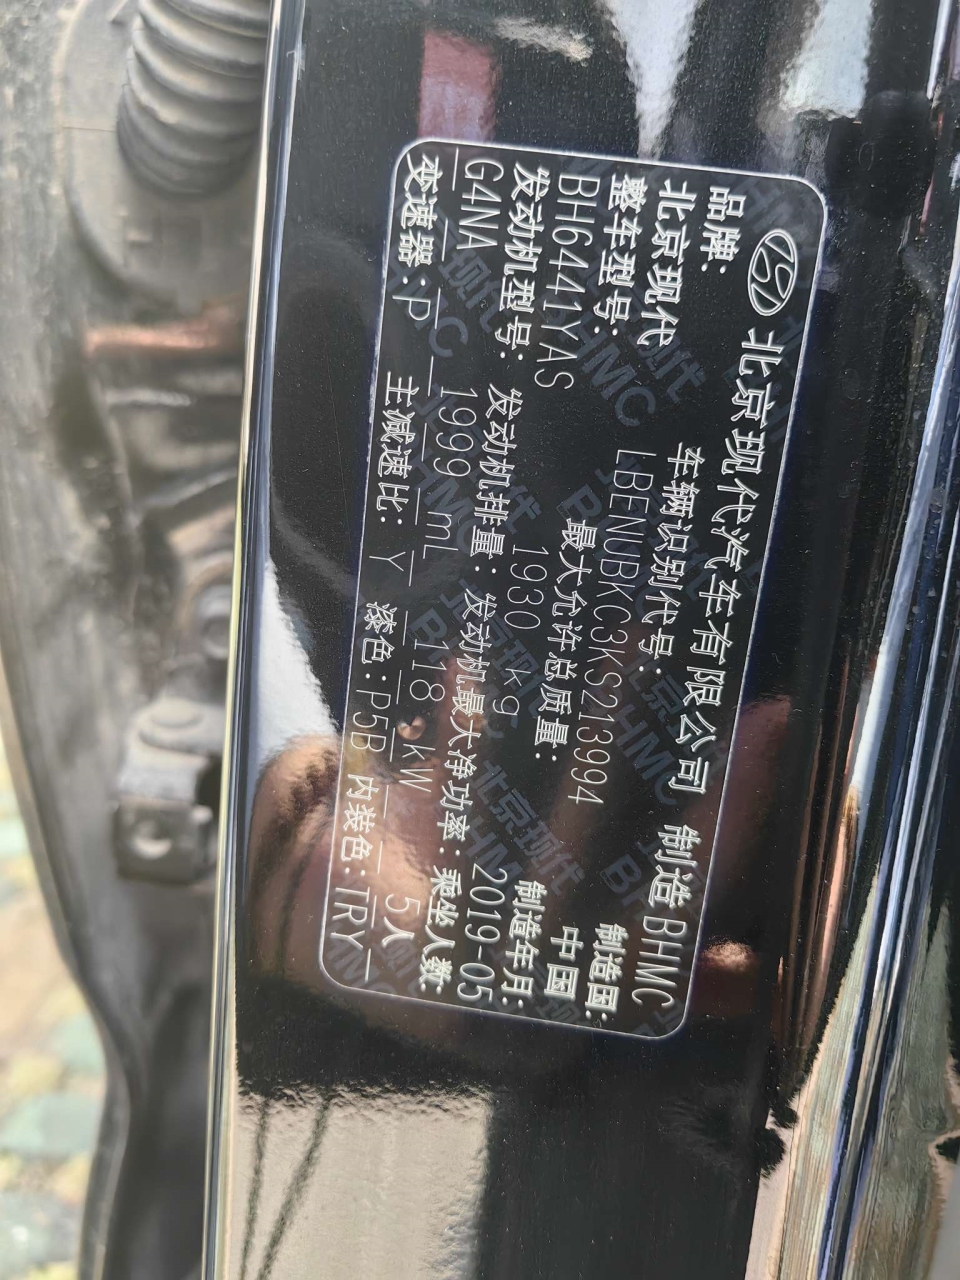 北京现代汽车有限公司 制造 BHMC
品牌: 车辆识别代号: 制造国:
北京现代 LBENUBKC3KS213994 中国
整车型号: 最大允许总质量: 制造年月:
BH6441YAS 1930 kg 2019-05
发动机型号: 发动机排量: 发动机最大净功率: 乘坐人数:
G4NA 1999 mL 118 kW 5人
变速器: P 主减速比: Y 漆色: P5B 内装色: TRY